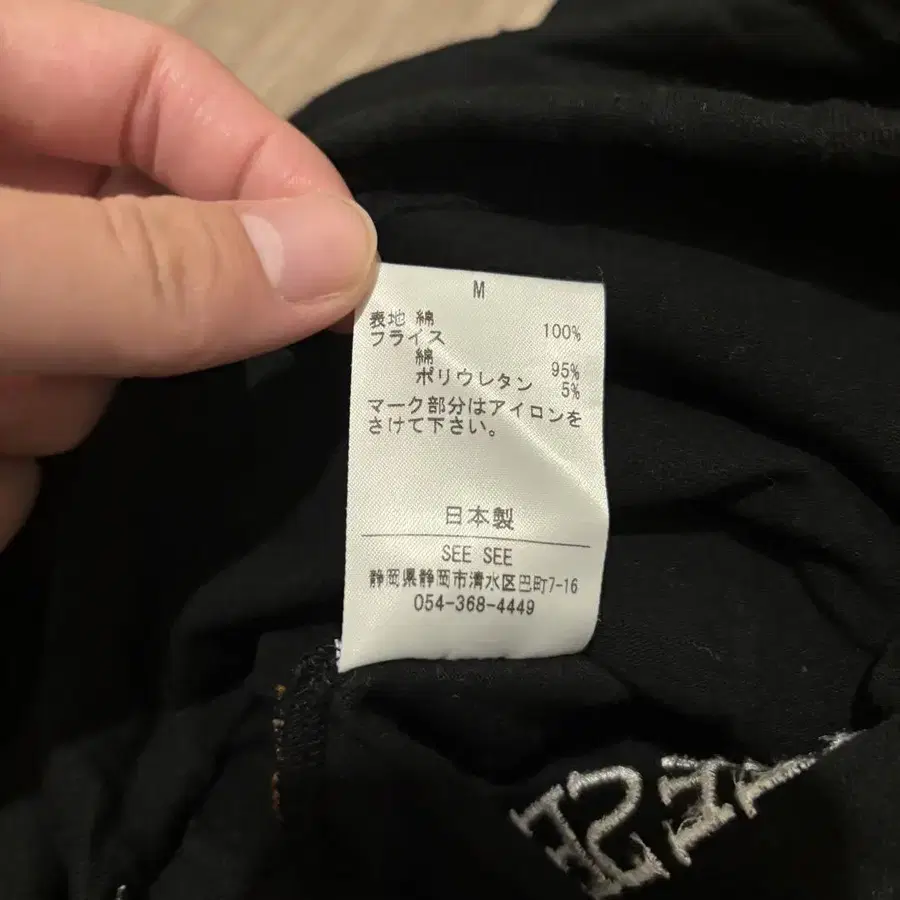 M
表地 綿 100%
フライス
綿 95%
ポリウレタン 5%
マーク部分はアイロンを
さけて下さい。
日本製
SEE SEE
静岡県静岡市清水区巴町7-16
054-368-4449